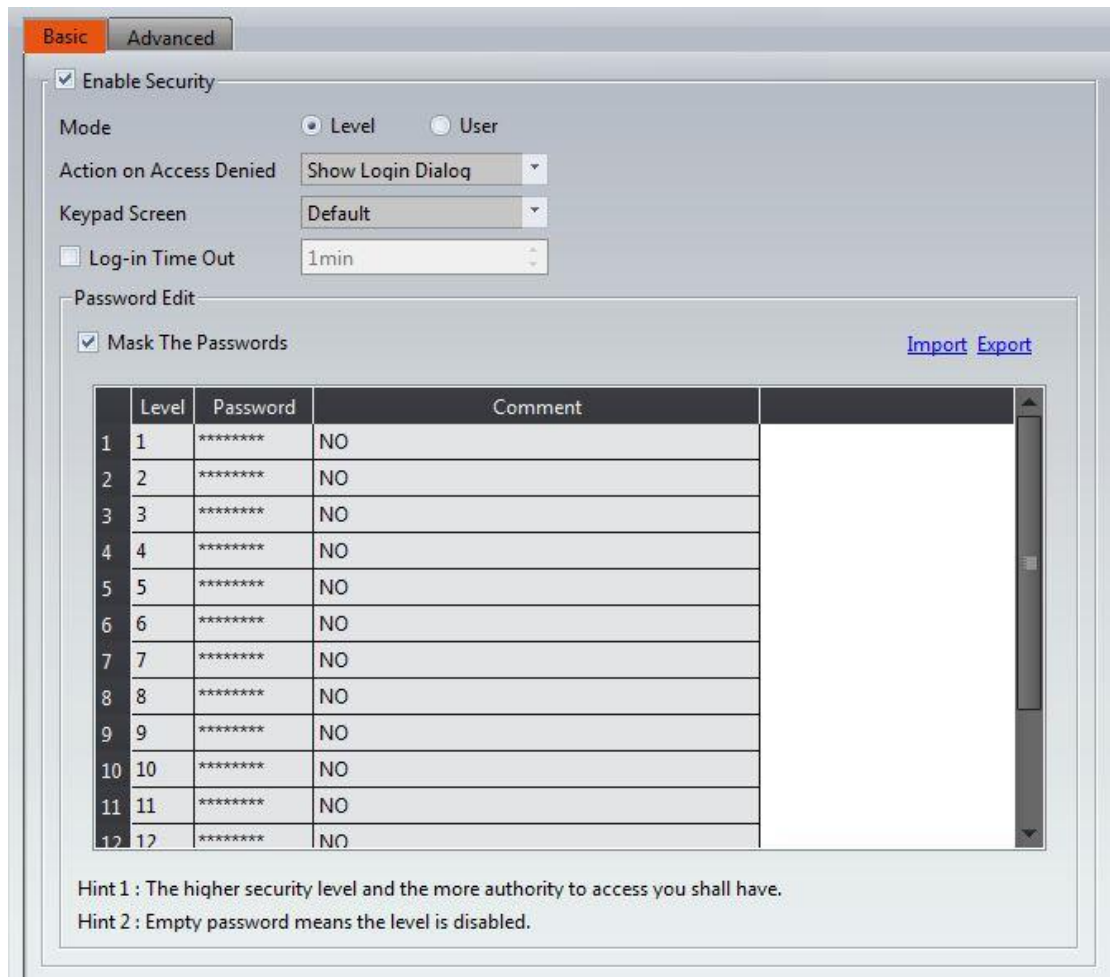 Basic Advanced
Enable Security
Mode Level User
Action on Access Denied Show Login Dialog
Keypad Screen Default
Log-in Time Out 1min
Password Edit
Mask The Passwords Import Export
Level Password Comment
1 1 ******** NO
2 2 ******** NO
3 3 ******** NO
4 4 ******** NO
5 5 ******** NO
6 6 ******** NO
7 7 ******** NO
8 8 ******** NO
9 9 ******** NO
10 10 ******** NO
11 11 ******** NO
12 12 ******** NO
Hint 1 : The higher security level and the more authority to access you shall have.
Hint 2 : Empty password means the level is disabled.